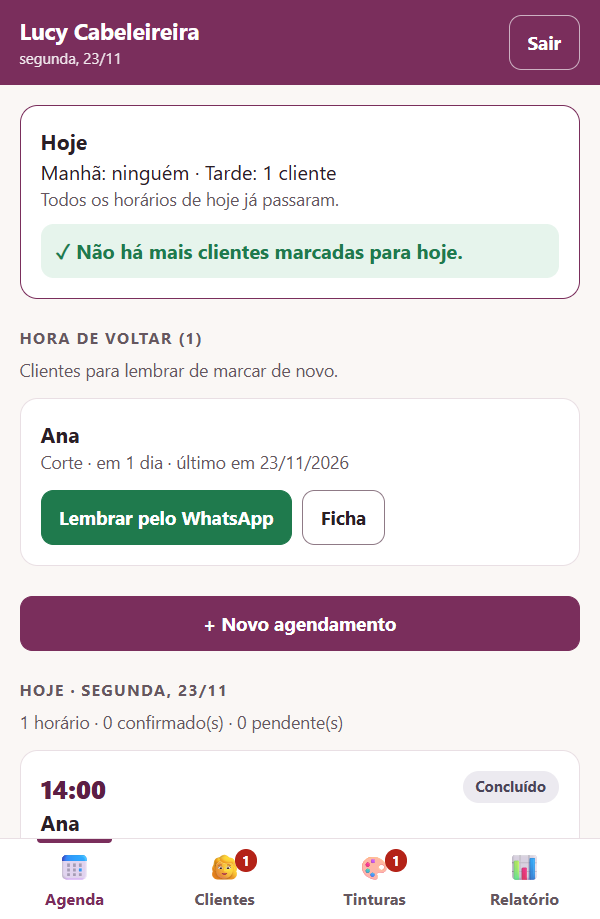 Lucy Cabeleireira
segunda, 23/11
Sair
Hoje
Manhã: ninguém · Tarde: 1 cliente
Todos os horários de hoje já passaram.
✓ Não há mais clientes marcadas para hoje.
HORA DE VOLTAR (1)
Clientes para lembrar de marcar de novo.
Ana
Corte · em 1 dia · último em 23/11/2026
Lembrar pelo WhatsApp
Ficha
+ Novo agendamento
HOJE · SEGUNDA, 23/11
1 horário · 0 confirmado(s) · 0 pendente(s)
14:00
Concluído
Ana
1
1
Agenda
Clientes
Tinturas
Relatório